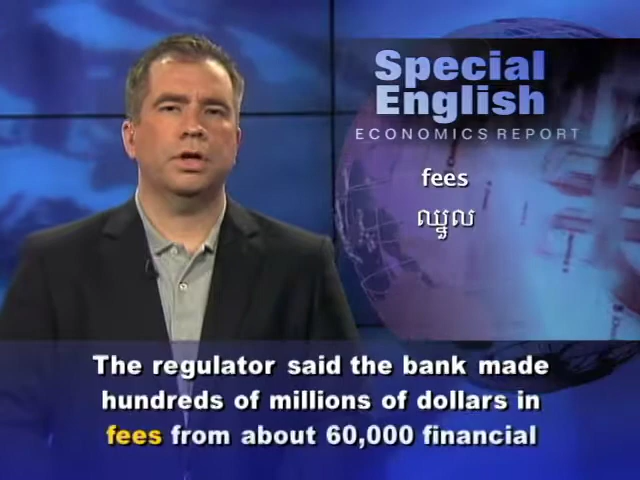 Special
English
ECONOMICS REPORT
fees
ឈ្នួល
The regulator said the bank made
hundreds of millions of dollars in
fees from about 60,000 financial